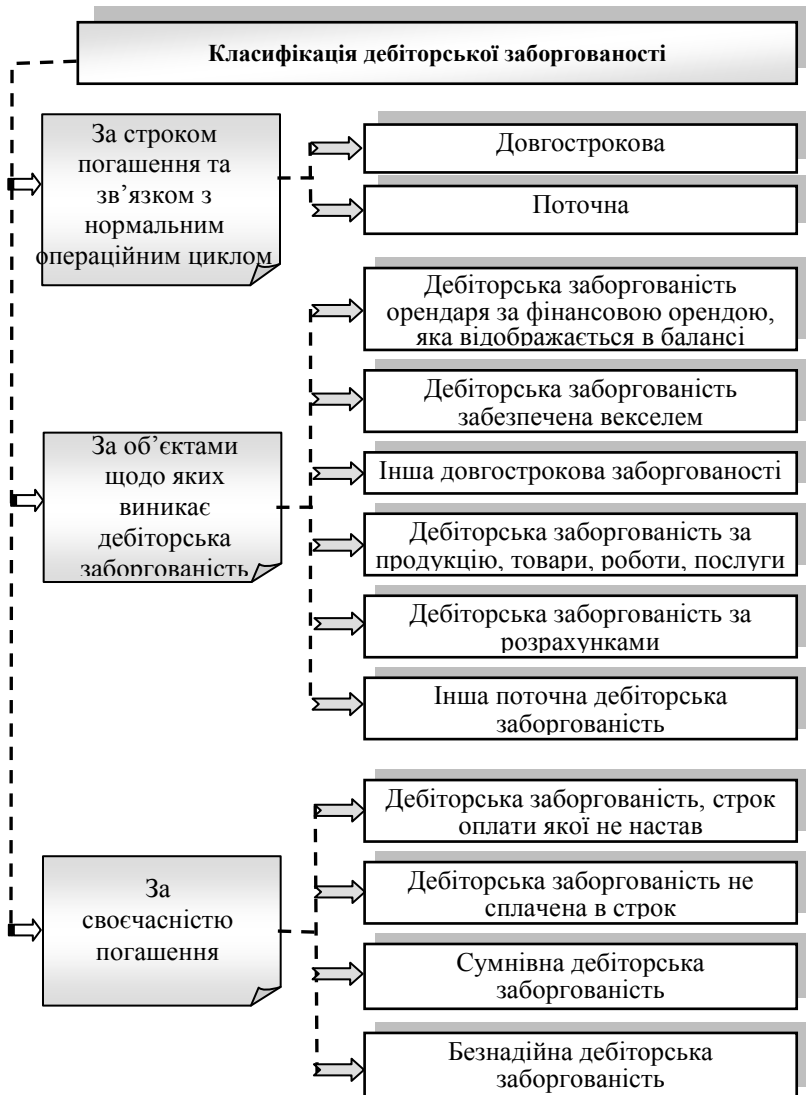 Класифікація дебіторської заборгованості
За строком
погашення та
зв’язком з
нормальним
операційним циклом
Довгострокова
Поточна
За об’єктами
щодо яких
виникає
дебіторська
заборгованість
Дебіторська заборгованість
орендаря за фінансовою орендою,
яка відображається в балансі
Дебіторська заборгованість
забезпечена векселем
Інша довгострокова заборгованості
Дебіторська заборгованість за
продукцію, товари, роботи, послуги
Дебіторська заборгованість за
розрахунками
Інша поточна дебіторська
заборгованість
За
своєчасністю
погашення
Дебіторська заборгованість, строк
оплати якої не настав
Дебіторська заборгованість не
сплачена в строк
Сумнівна дебіторська
заборгованість
Безнадійна дебіторська
заборгованість